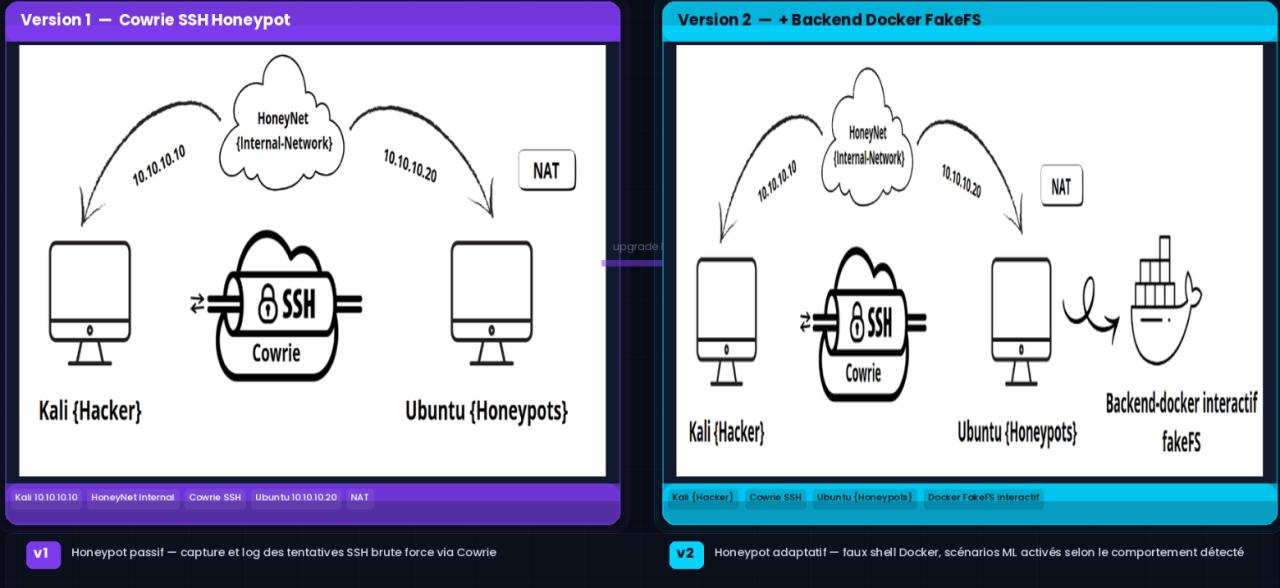 Version 1 — Cowrie SSH Honeypot
HoneyNet
{Internal-Network}
10.10.10.10
10.10.10.20
NAT
SSH
Cowrie
Kali {Hacker}
Ubuntu {Honeypots}
Kali 10.10.10.10
HoneyNet Internal
Cowrie SSH
Ubuntu 10.10.10.20
NAT
v1
Honeypot passif — capture et log des tentatives SSH brute force via Cowrie
upgrade
Version 2 — + Backend Docker FakeFS
HoneyNet
{Internal-Network}
10.10.10.10
10.10.10.20
NAT
SSH
Cowrie
Kali {Hacker}
Ubuntu {Honeypots}
Backend-docker interactif
fakeFS
Kali {Hacker}
Cowrie SSH
Ubuntu {Honeypots}
Docker FakeFS interactif
v2
Honeypot adaptatif — faux shell Docker, scénarios ML activés selon le comportement détecté